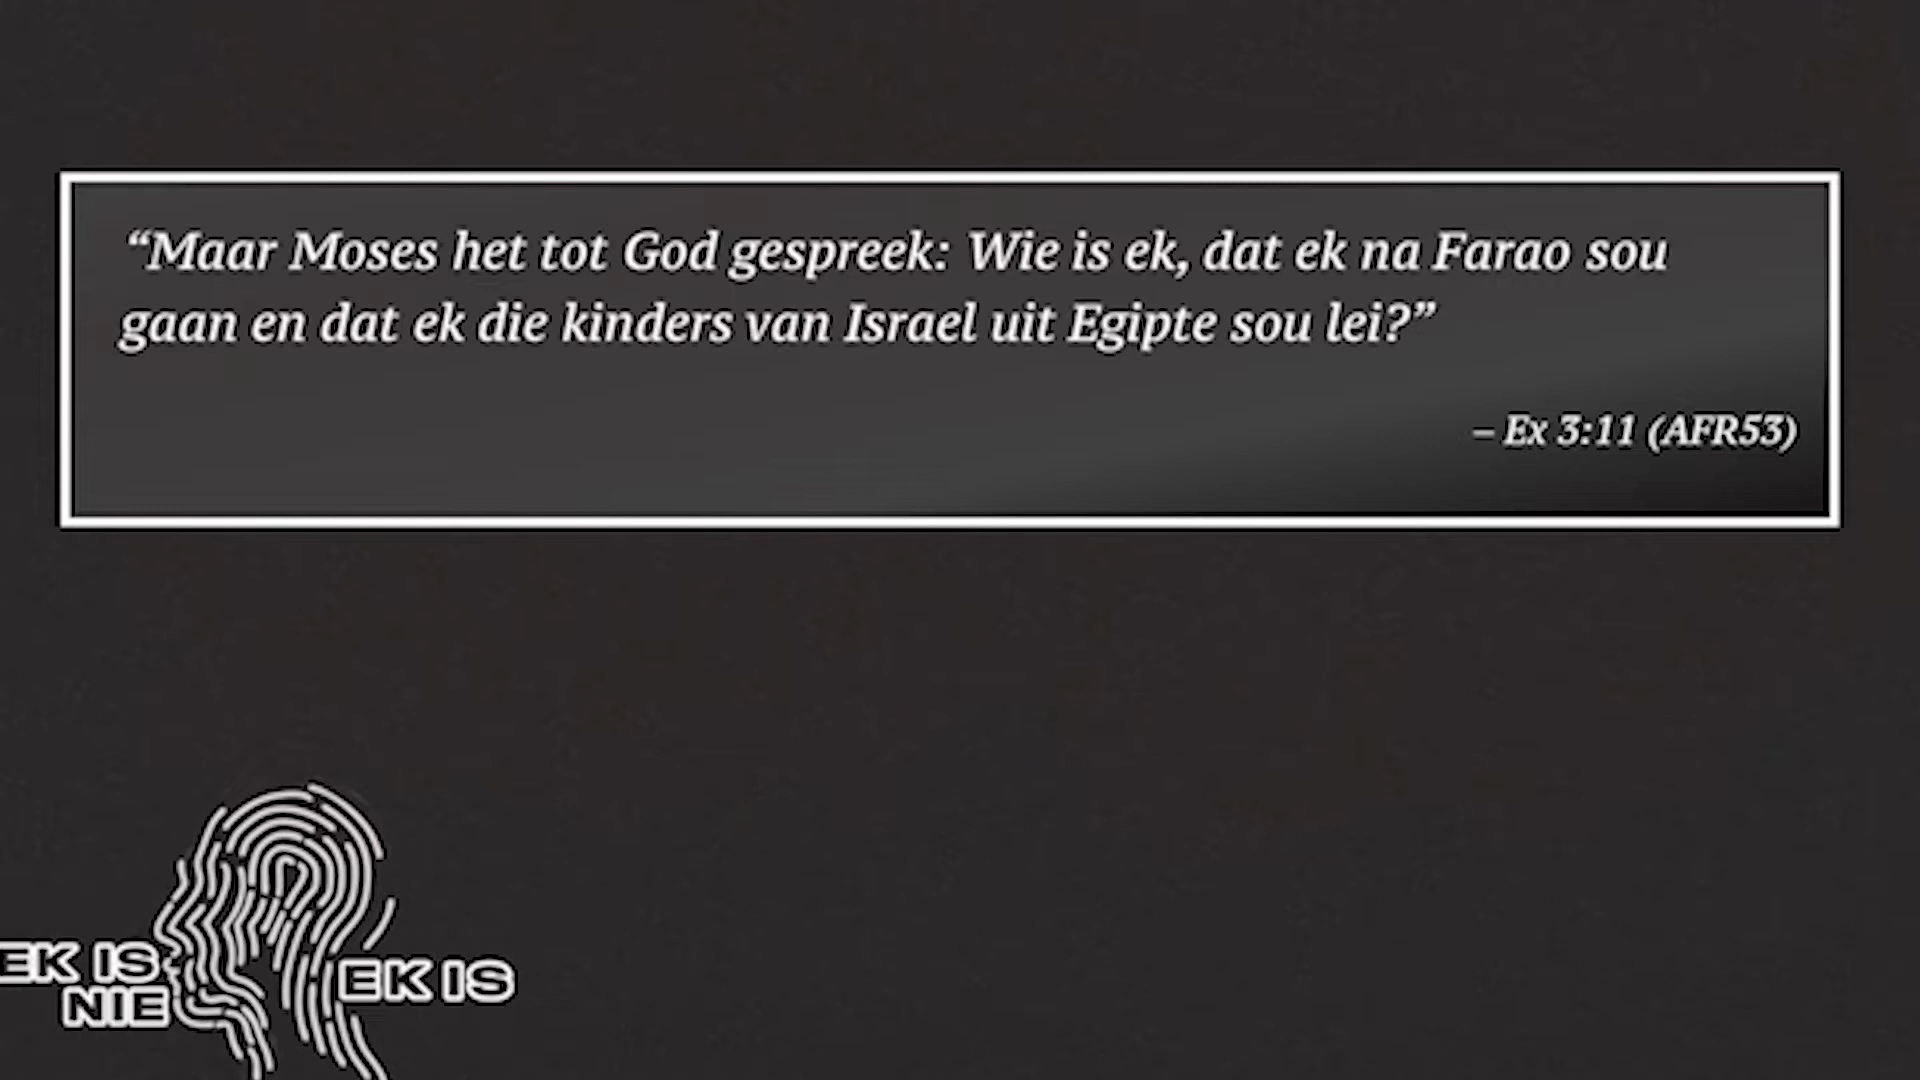 “Maar Moses het tot God gespreek: Wie is ek, dat ek na Farao sou
gaan en dat ek die kinders van Israel uit Egipte sou lei?”
– Ex 3:11 (AFR53)
EK IS
NIE
EK IS